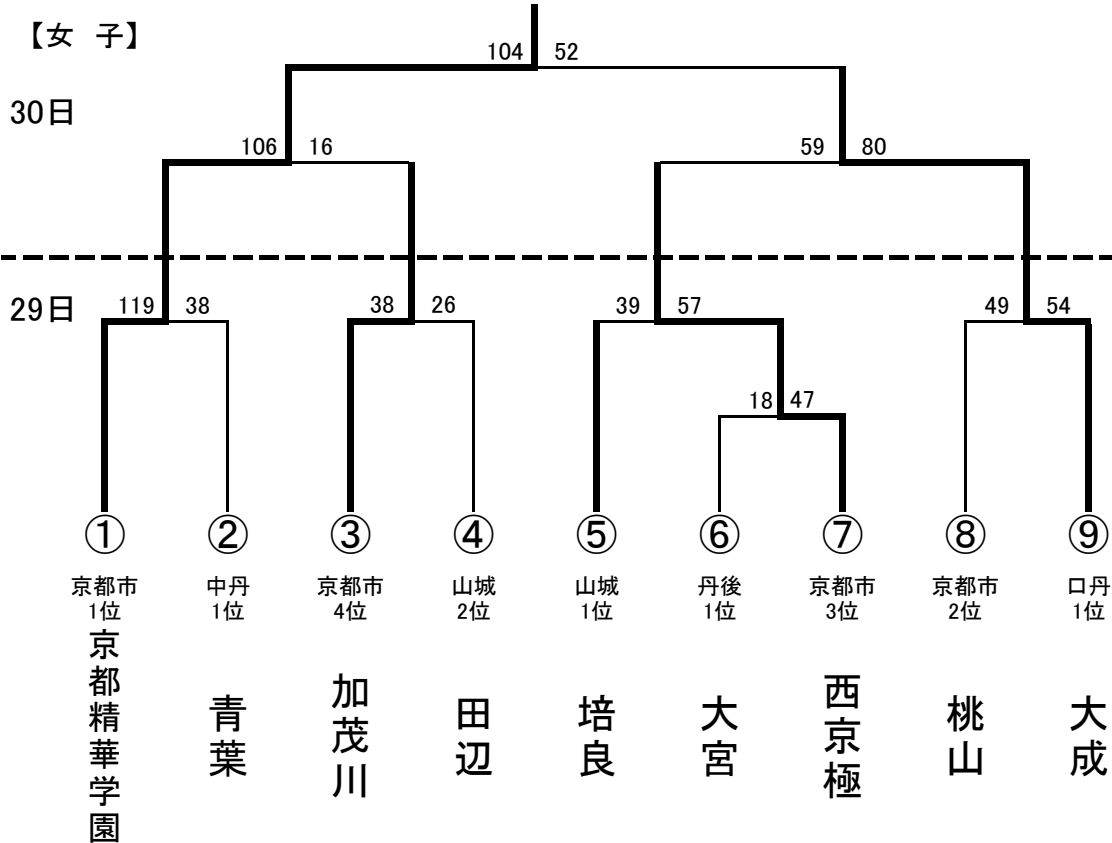 【女 子】
104 52
30日
106 16
59 80
29日
119 38
38 26
39 57
49 54
18 47
① ② ③ ④ ⑤ ⑥ ⑦ ⑧ ⑨
京都市 中丹 京都市 山城 山城 丹後 京都市 京都市 口丹
1位 1位 4位 2位 1位 1位 3位 2位 1位
京都精華学園
青葉
加茂川
田辺
培良
大宮
西京極
桃山
大成